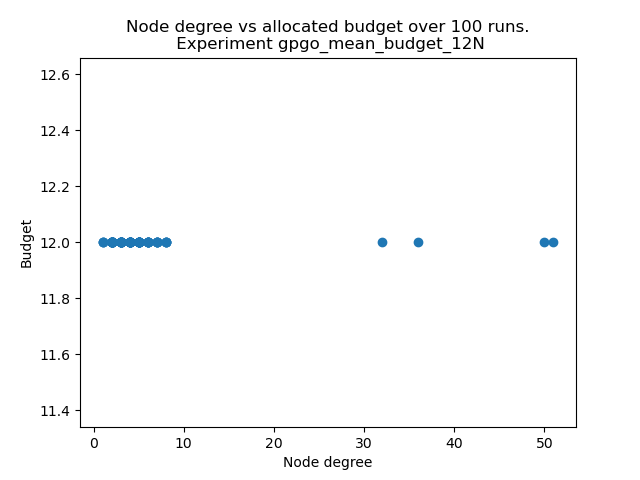 Node degree vs allocated budget over 100 runs.
Experiment gpgo_mean_budget_12N
12.6
12.4
12.2
12.0
11.8
11.6
11.4
Budget
0 10 20 30 40 50
Node degree